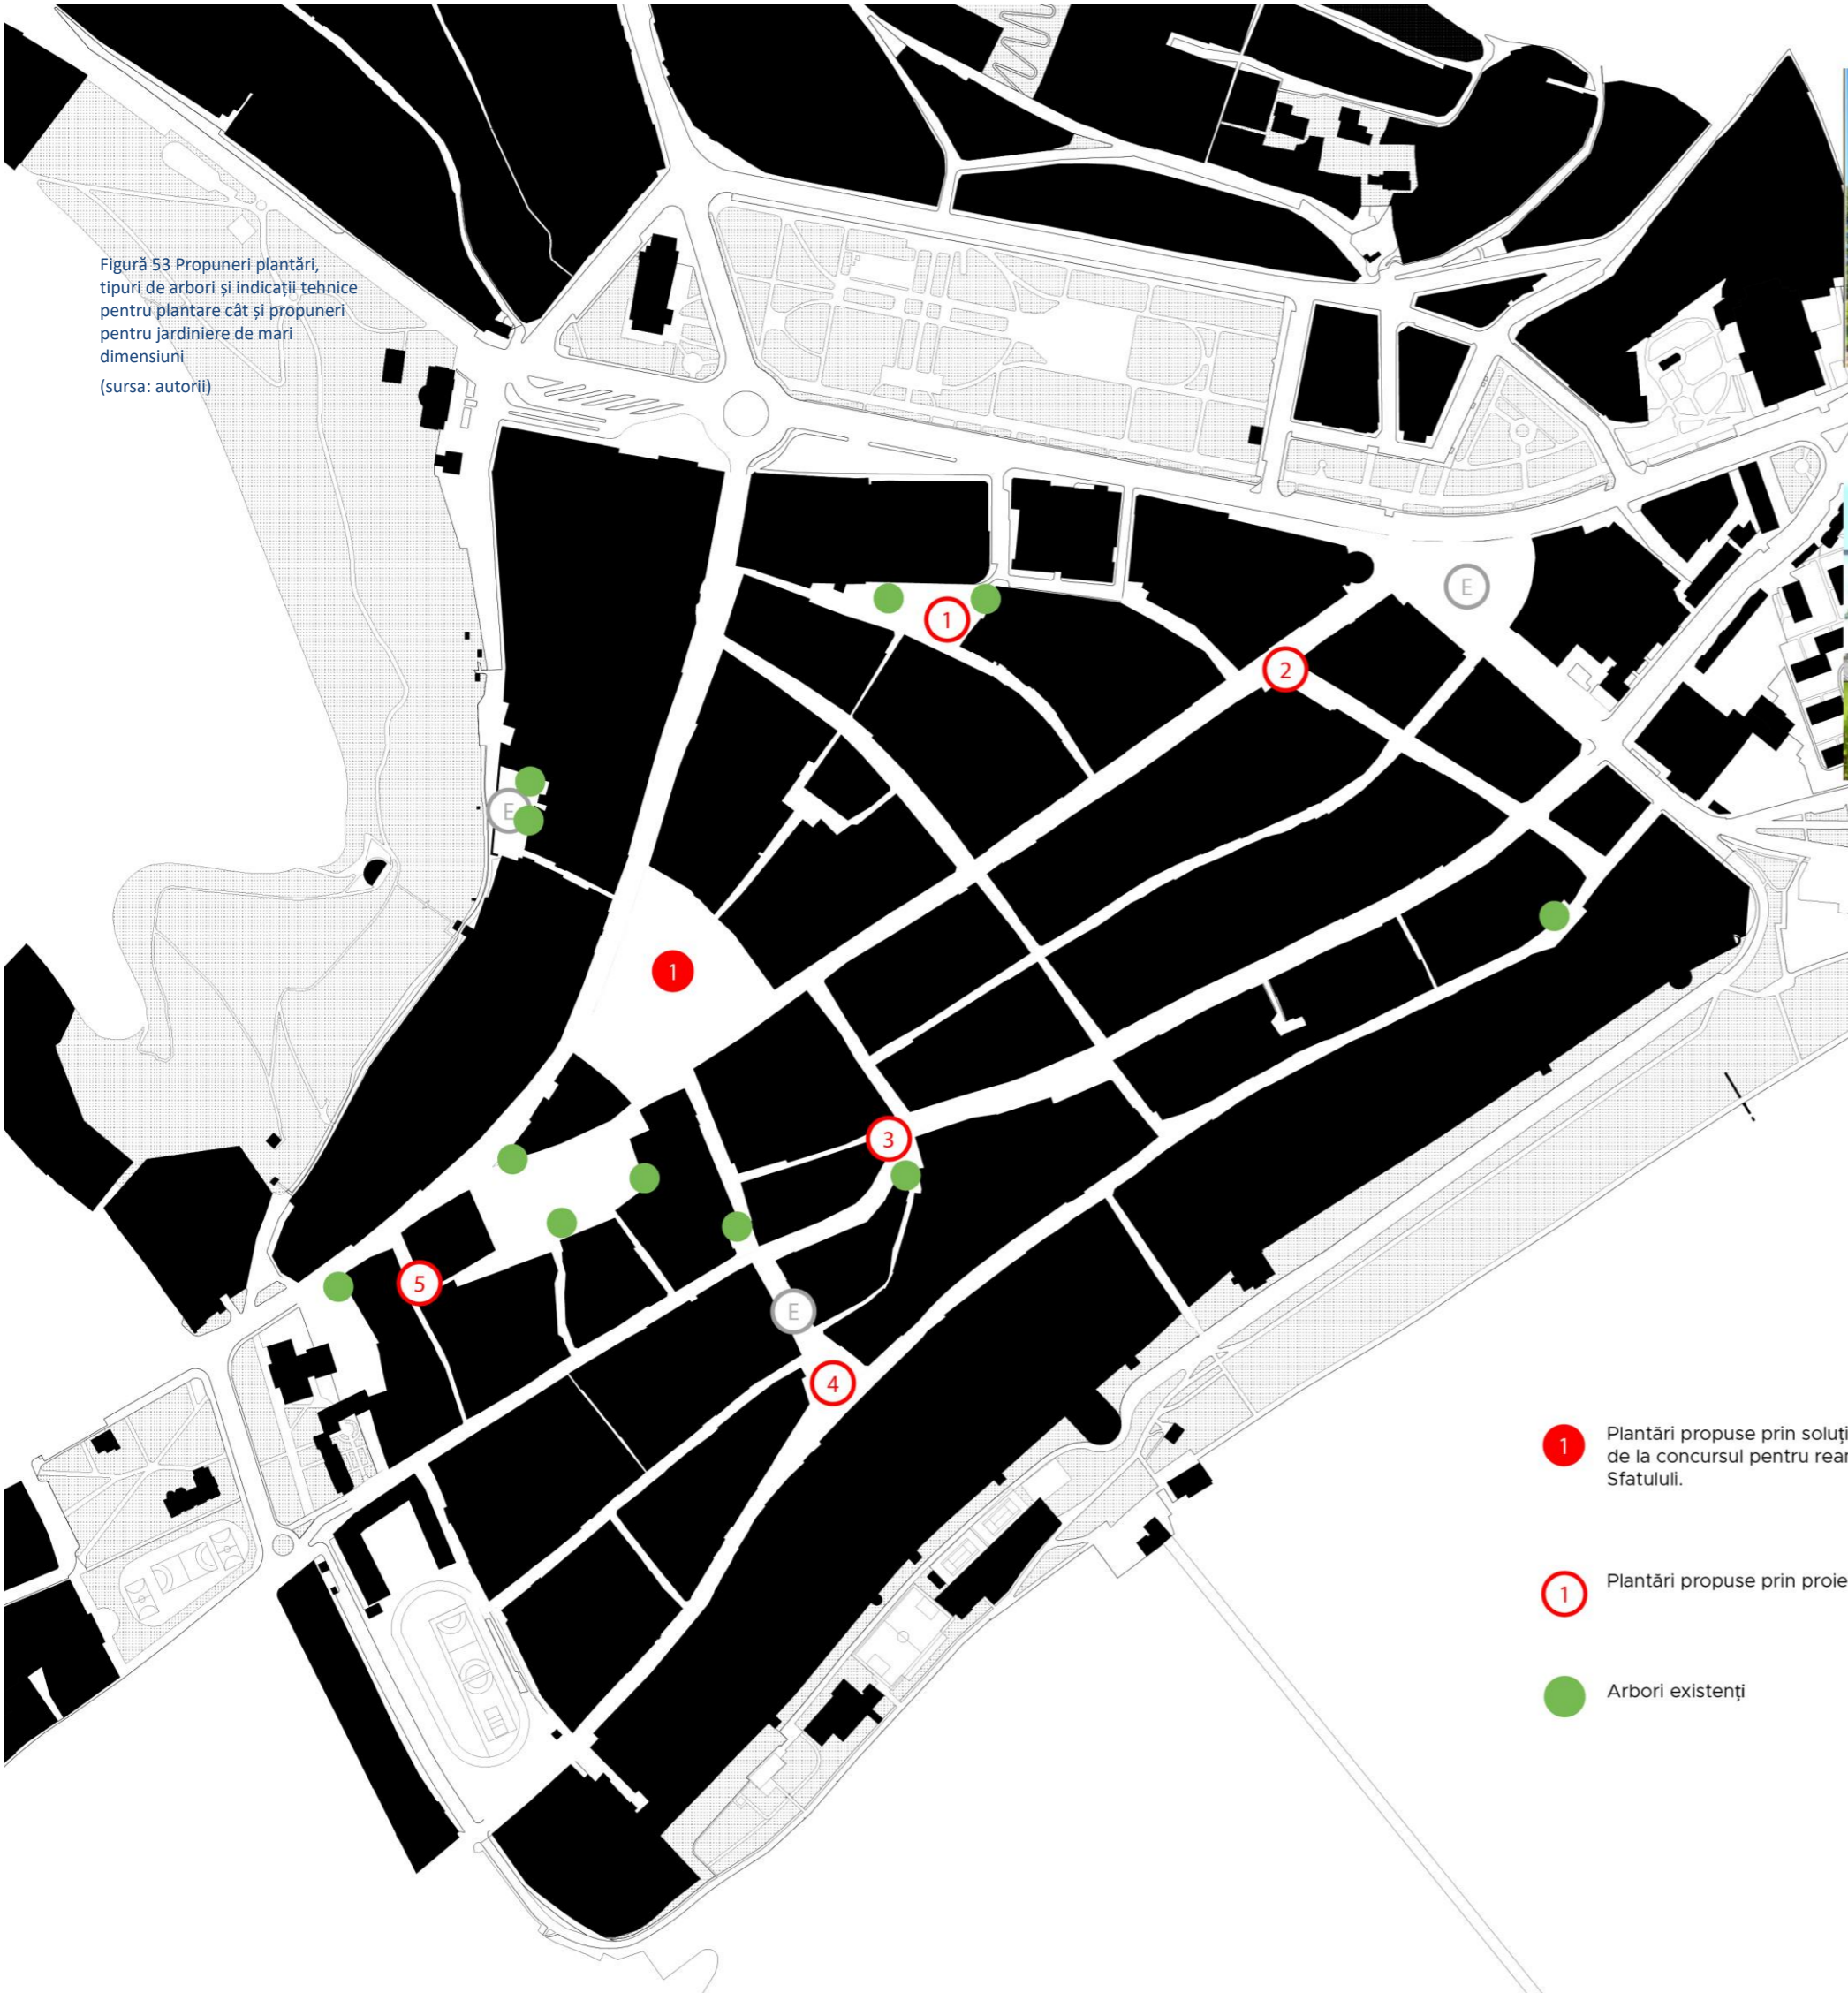 Figură 53 Propuneri plantări,
tipuri de arbori și indicații tehnice
pentru plantare cât și propuneri
pentru jardiniere de mari
dimensiuni
(sursa: autorii)
1
E
2
E
1
3
5
E
4
1
Plantări propuse prin soluți
de la concursul pentru rear
Sfatului.
1
Plantări propuse prin proie
Arbori existenți